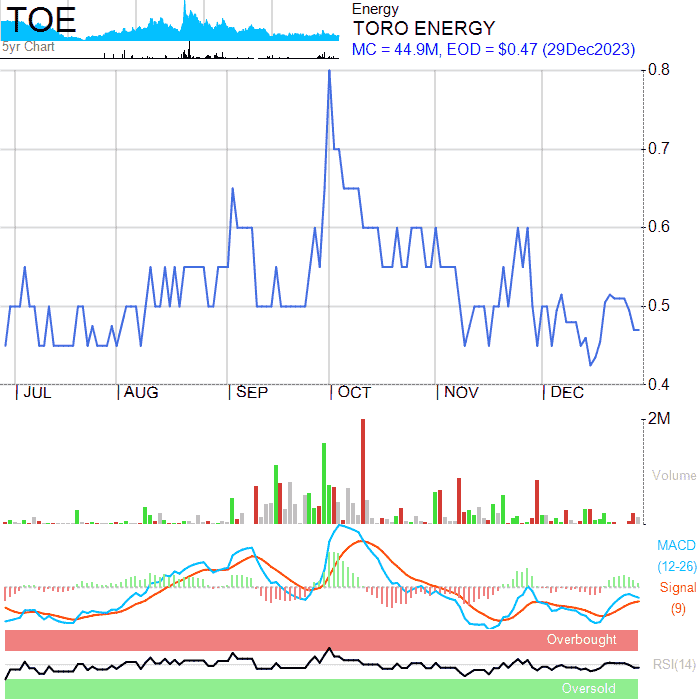 TOE
5yr Chart
Energy
TORO ENERGY
MC = 44.9M, EOD = $0.47 (29Dec2023)
0.8
0.7
0.6
0.5
0.4
JUL AUG SEP OCT NOV DEC
2M
Volume
MACD
(12-26)
Signal
(9)
Overbought
RSI(14)
Oversold